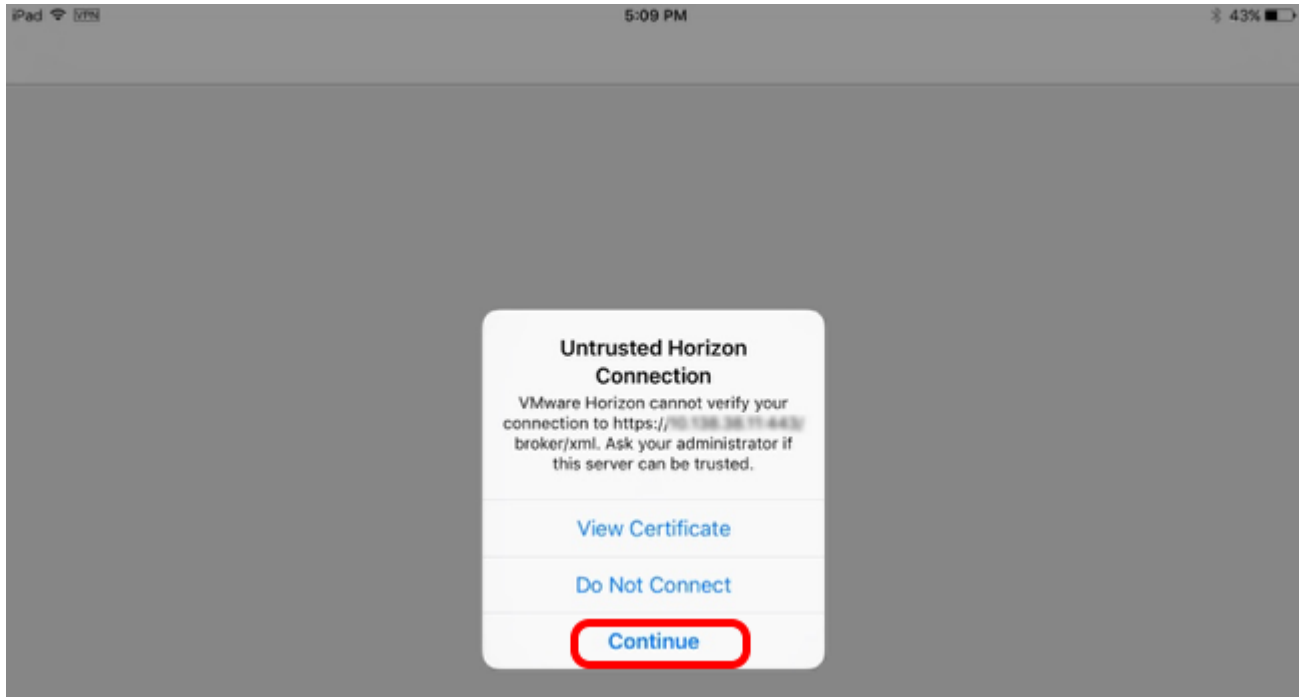 iPad VPN 5:09 PM 43%
Untrusted Horizon
Connection
VMware Horizon cannot verify your
connection to https://
broker/xml. Ask your administrator if
this server can be trusted.
View Certificate
Do Not Connect
Continue